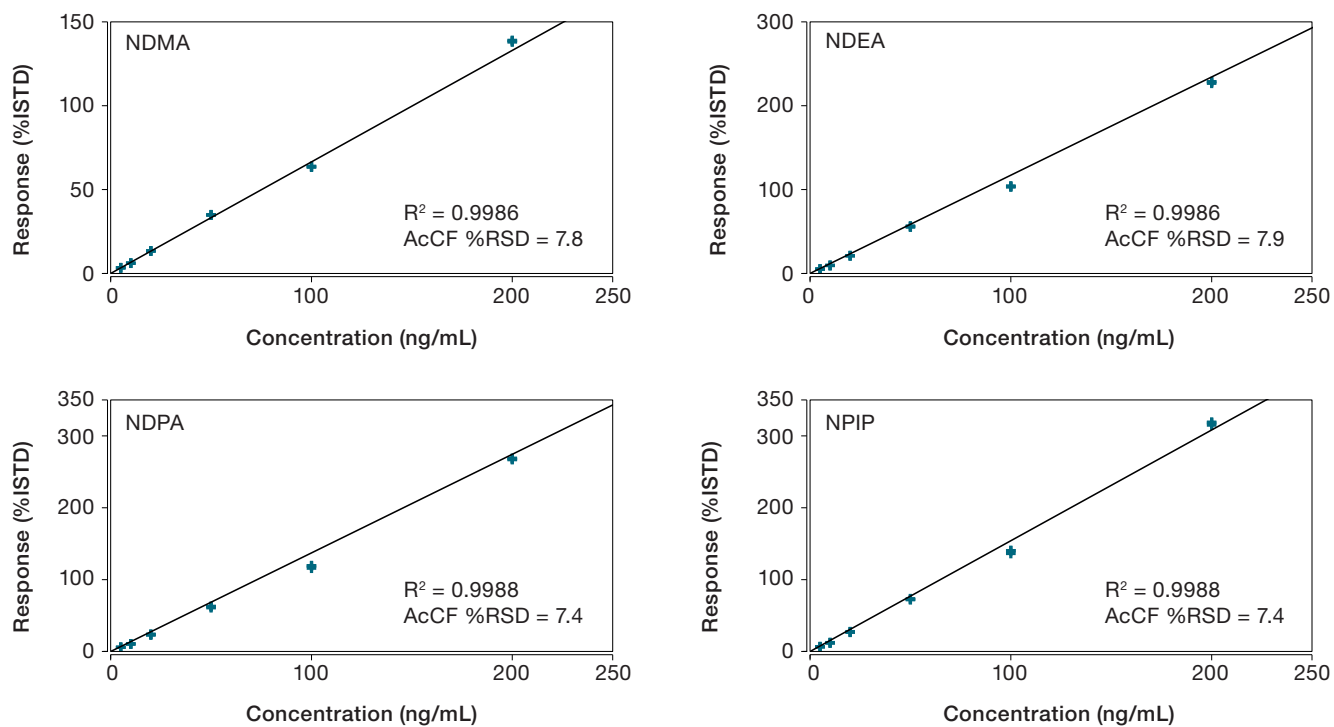 NDMA
Response (%ISTD)
150
100
50
0
R² = 0.9986
AcCF %RSD = 7.8
0 100 200 250
Concentration (ng/mL)
NDEA
Response (%ISTD)
300
200
100
0
R² = 0.9986
AcCF %RSD = 7.9
0 100 200 250
Concentration (ng/mL)
NDPA
Response (%ISTD)
350
300
200
100
0
R² = 0.9988
AcCF %RSD = 7.4
0 100 200 250
Concentration (ng/mL)
NPIP
Response (%ISTD)
350
300
200
100
0
R² = 0.9988
AcCF %RSD = 7.4
0 100 200 250
Concentration (ng/mL)